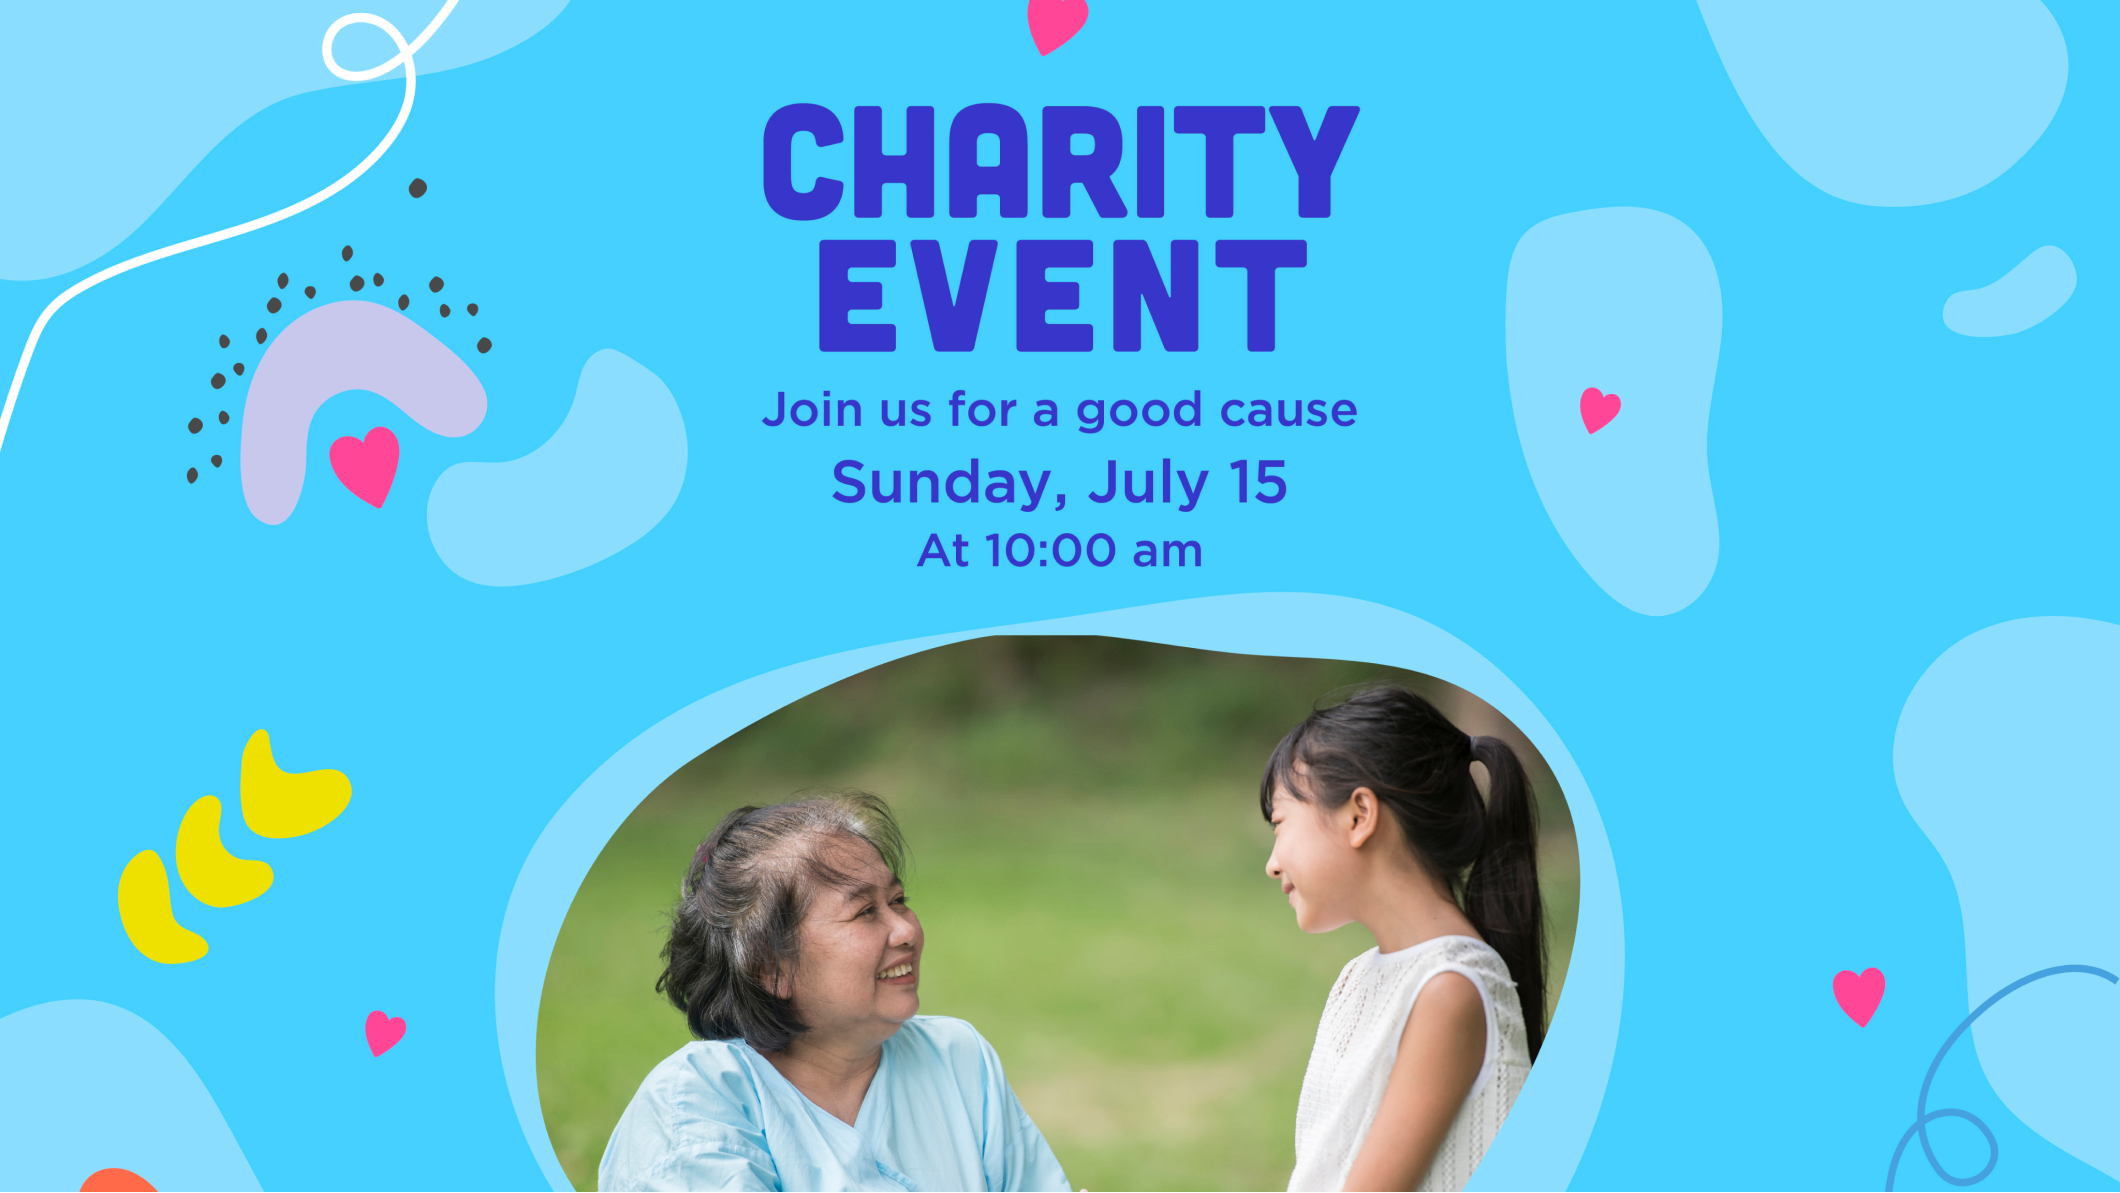 CHARITY
EVENT
Join us for a good cause
Sunday, July 15
At 10:00 am